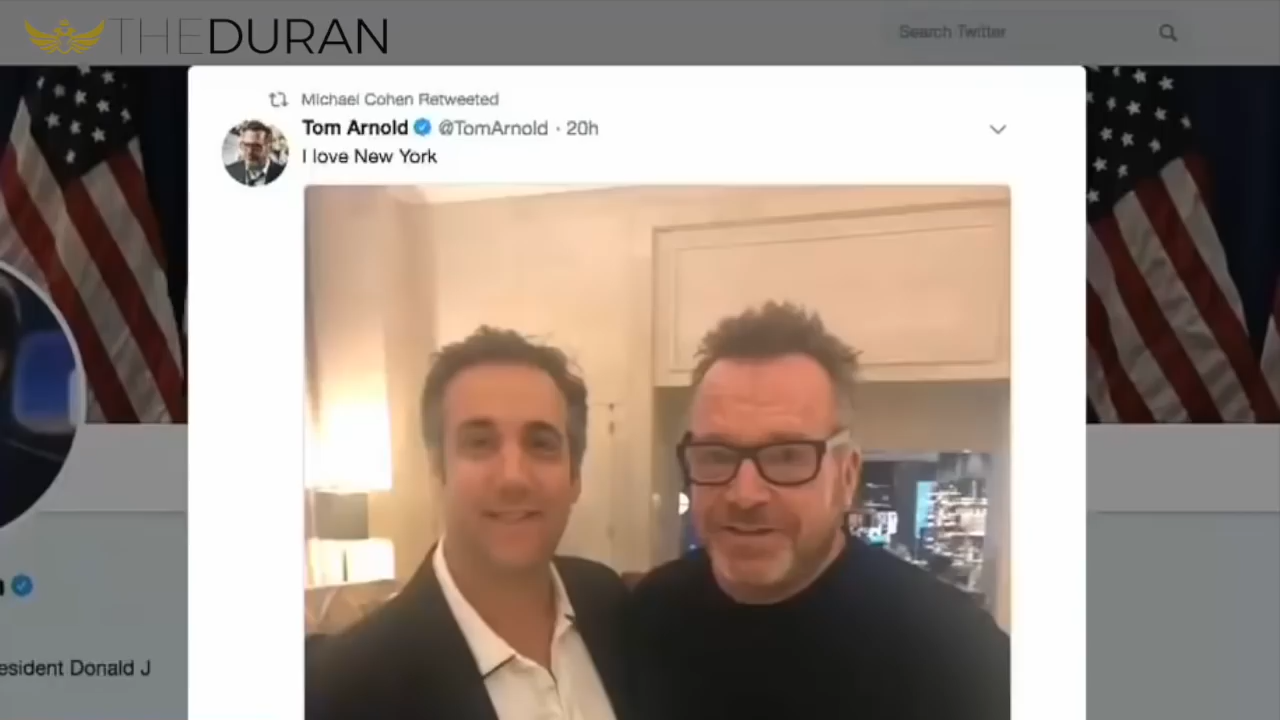 THEDURAN
Search Twitter
Michael Cohen Retweeted
Tom Arnold @TomArnold · 20h
I love New York
esident Donald J